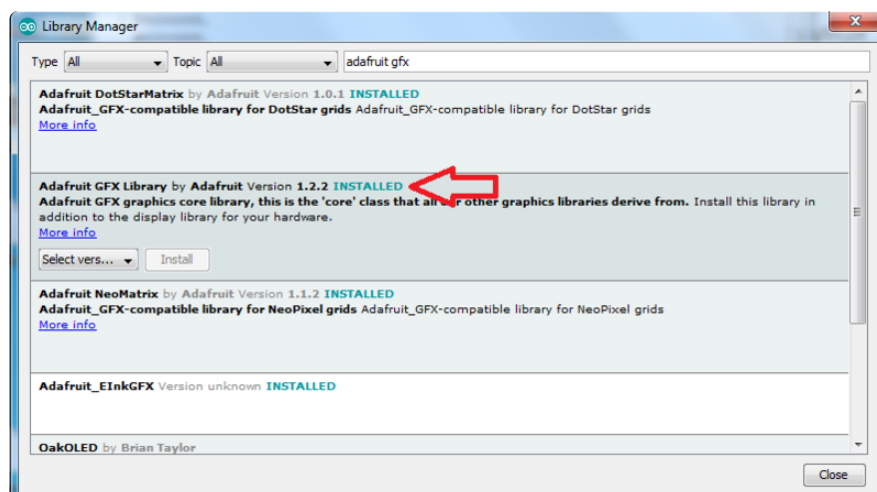 Library Manager
Type All Topic All adafruit gfx
Adafruit DotStarMatrix by Adafruit Version 1.0.1 INSTALLED
Adafruit_GFX-compatible library for DotStar grids Adafruit_GFX-compatible library for DotStar grids
More info
Adafruit GFX Library by Adafruit Version 1.2.2 INSTALLED
Adafruit GFX graphics core library, this is the 'core' class that all our other graphics libraries derive from. Install this library in
addition to the display library for your hardware.
More info
Select vers... Install
Adafruit NeoMatrix by Adafruit Version 1.1.2 INSTALLED
Adafruit_GFX-compatible library for NeoPixel grids Adafruit_GFX-compatible library for NeoPixel grids
More info
Adafruit_EInkGFX Version unknown INSTALLED
OakOLED by Brian Taylor
Close